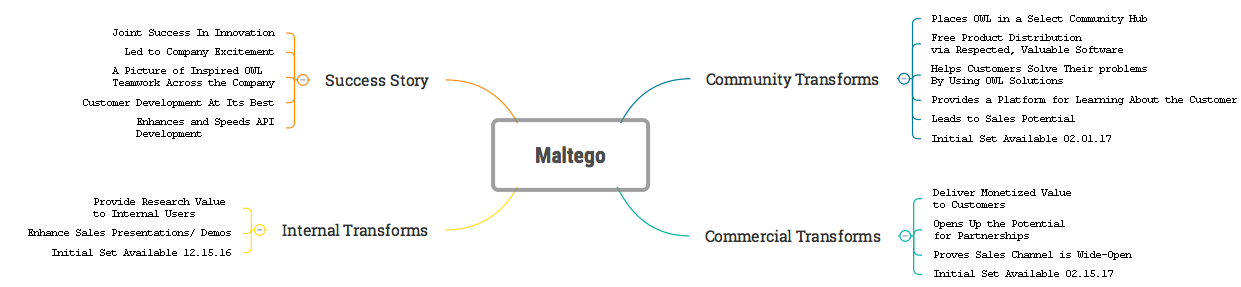 Maltego
Success Story
Joint Success In Innovation
Led to Company Excitement
A Picture of Inspired OWL
Teamwork Across the Company
Customer Development At Its Best
Enhances and Speeds API
Development
Internal Transforms
Provide Research Value
to Internal Users
Enhance Sales Presentations/ Demos
Initial Set Available 12.15.16
Community Transforms
Places OWL in a Select Community Hub
Free Product Distribution
via Respected, Valuable Software
Helps Customers Solve Their problems
By Using OWL Solutions
Provides a Platform for Learning About the Customer
Leads to Sales Potential
Initial Set Available 02.01.17
Commercial Transforms
Deliver Monetized Value
to Customers
Opens Up the Potential
for Partnerships
Proves Sales Channel is Wide-Open
Initial Set Available 02.15.17